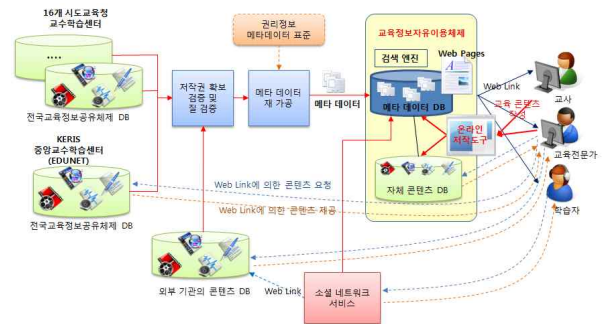 16개 시도교육청
교수학습센터
....
전국교육정보공유체제 DB
KERIS
중앙교수학습센터
(EDUNET)
전국교육정보공유체제 DB
저작권 확보
검증 및
질 검증
권리정보
메타데이터 표준
메타 데이터
재 가공
메타 데이터
교육정보자유이용체제
검색 엔진
Web Pages
메타 데이터 DB
온라인
저작도구
자체 콘텐츠 DB
Web Link
교사
교육 콘텐츠
교육전문가
학습자
Web Link에 의한 콘텐츠 요청
Web Link에 의한 콘텐츠 제공
외부 기관의 콘텐츠 DB
Web Link
소셜 네트워크
서비스